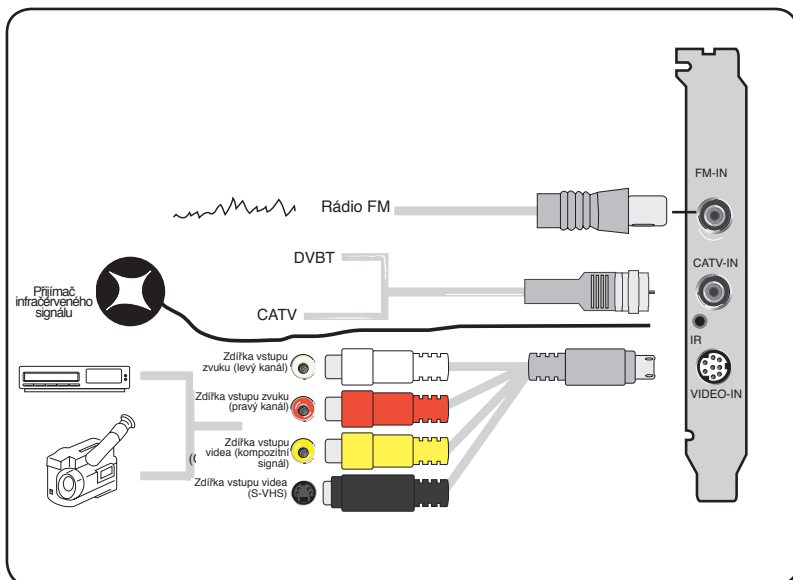 FM-IN
Rádio FM
DVBT
CATV-IN
Přijímač
infračerveného
signálu
CATV
IR
Zdířka vstupu
zvuku (levý kanál)
Zdířka vstupu zvuku
(pravý kanál)
VIDEO-IN
Zdířka vstupu
videa (kompozitní
signál)
Zdířka vstupu videa
(S-VHS)